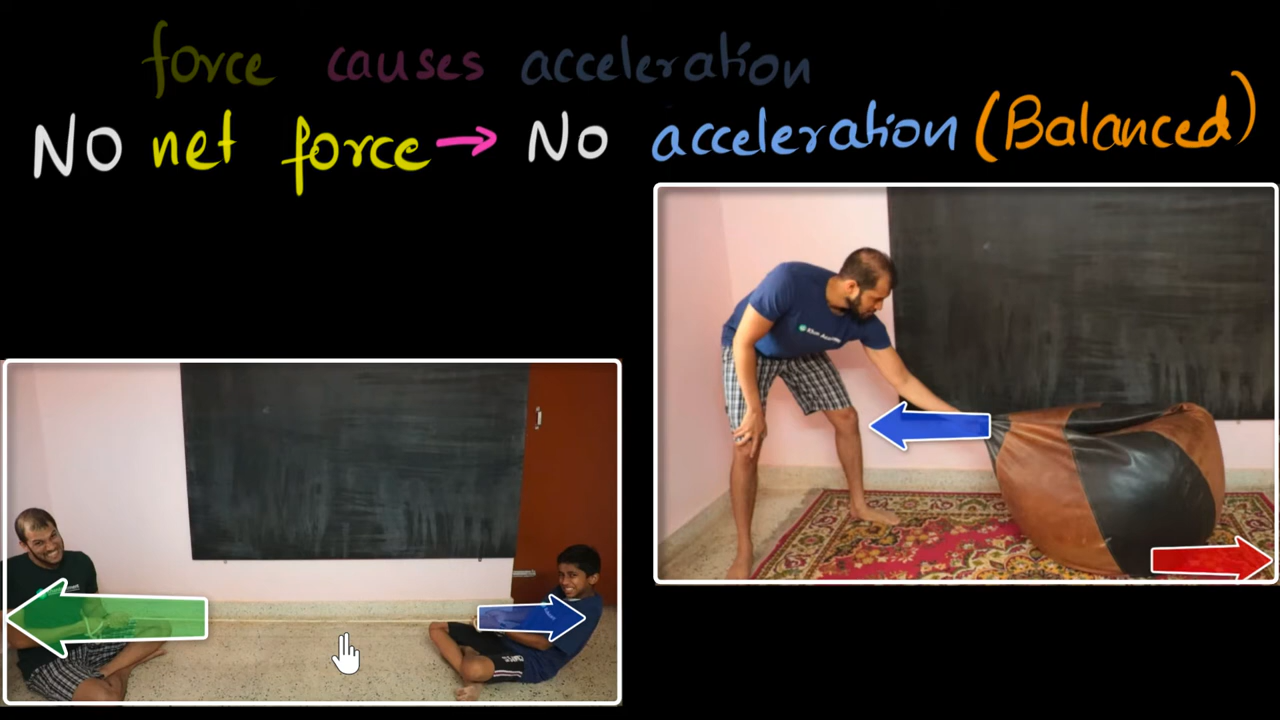 force causes acceleration
NO net force → NO acceleration (Balanced)